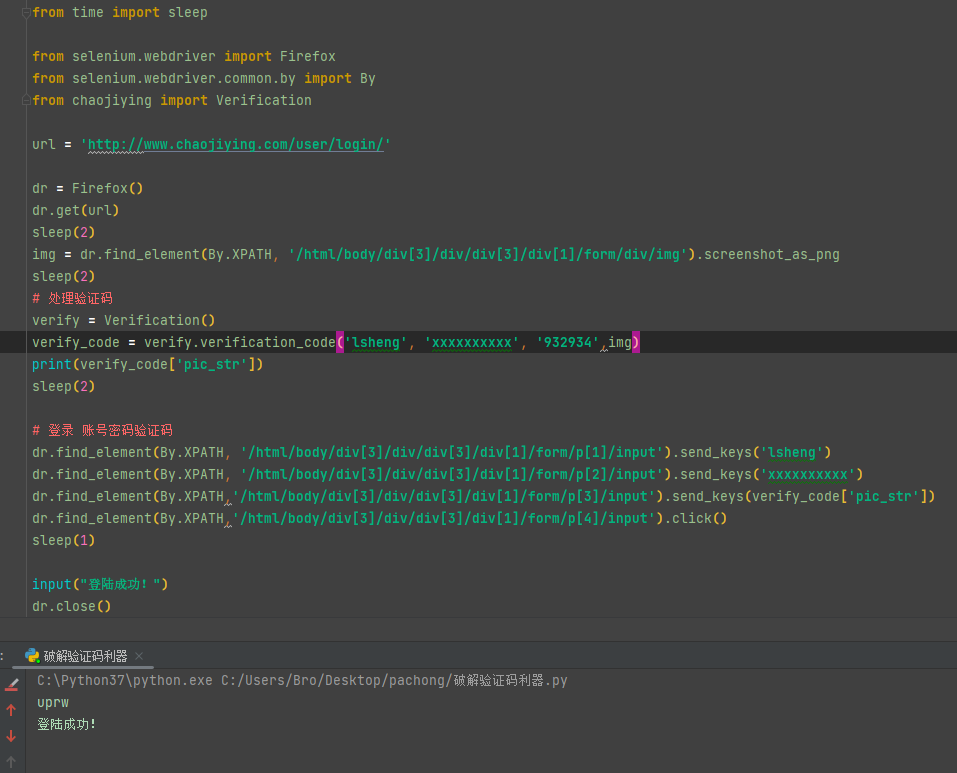 from time import sleep
from selenium.webdriver import Firefox
from selenium.webdriver.common.by import By
from chaojiying import Verification
url = 'http://www.chaojiying.com/user/login/'
dr = Firefox()
dr.get(url)
sleep(2)
img = dr.find_element(By.XPATH, '/html/body/div[3]/div/div[3]/div[1]/form/div/img').screenshot_as_png
sleep(2)
# 处理验证码
verify = Verification()
verify_code = verify.verification_code('lsheng', 'xxxxxxxxxx', '932934',img)
print(verify_code['pic_str'])
sleep(2)
# 登录 账号密码验证码
dr.find_element(By.XPATH, '/html/body/div[3]/div/div[3]/div[1]/form/p[1]/input').send_keys('lsheng')
dr.find_element(By.XPATH, '/html/body/div[3]/div/div[3]/div[1]/form/p[2]/input').send_keys('xxxxxxxxxx')
dr.find_element(By.XPATH,'/html/body/div[3]/div/div[3]/div[1]/form/p[3]/input').send_keys(verify_code['pic_str'])
dr.find_element(By.XPATH,'/html/body/div[3]/div/div[3]/div[1]/form/p[4]/input').click()
sleep(1)
input("登陆成功！")
dr.close()
: 破解验证码利器 ×
C:\Python37\python.exe C:/Users/Bro/Desktop/pachong/破解验证码利器.py
uprw
登陆成功！